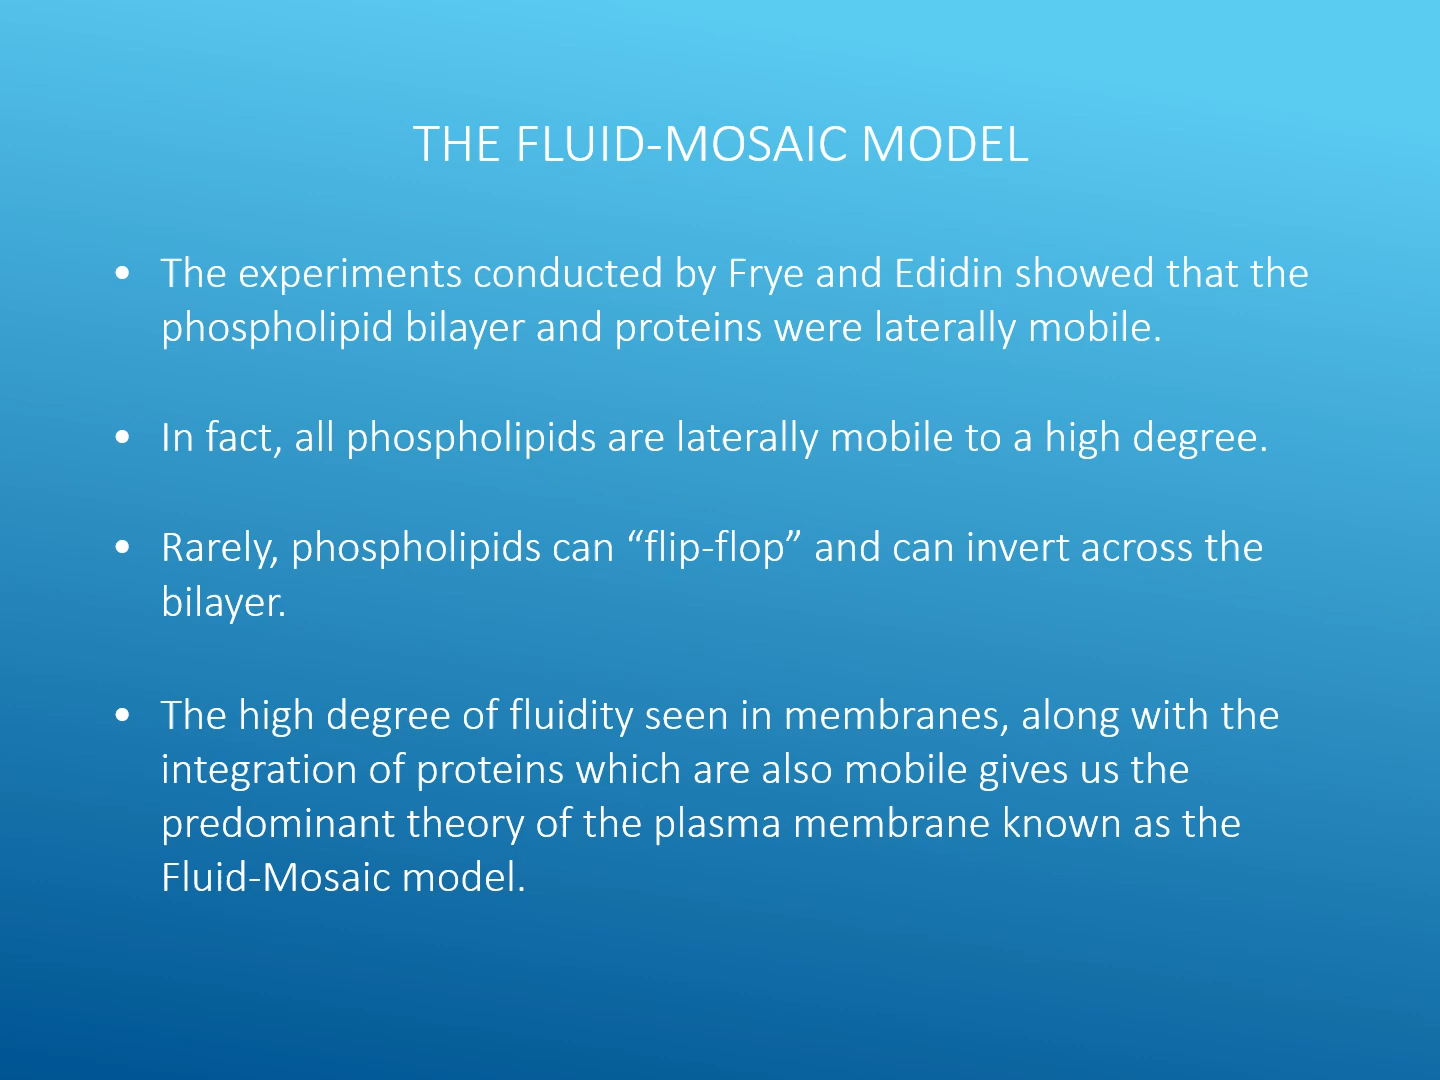 THE FLUID-MOSAIC MODEL
• The experiments conducted by Frye and Edidin showed that the
phospholipid bilayer and proteins were laterally mobile.
• In fact, all phospholipids are laterally mobile to a high degree.
• Rarely, phospholipids can “flip-flop” and can invert across the
bilayer.
• The high degree of fluidity seen in membranes, along with the
integration of proteins which are also mobile gives us the
predominant theory of the plasma membrane known as the
Fluid-Mosaic model.